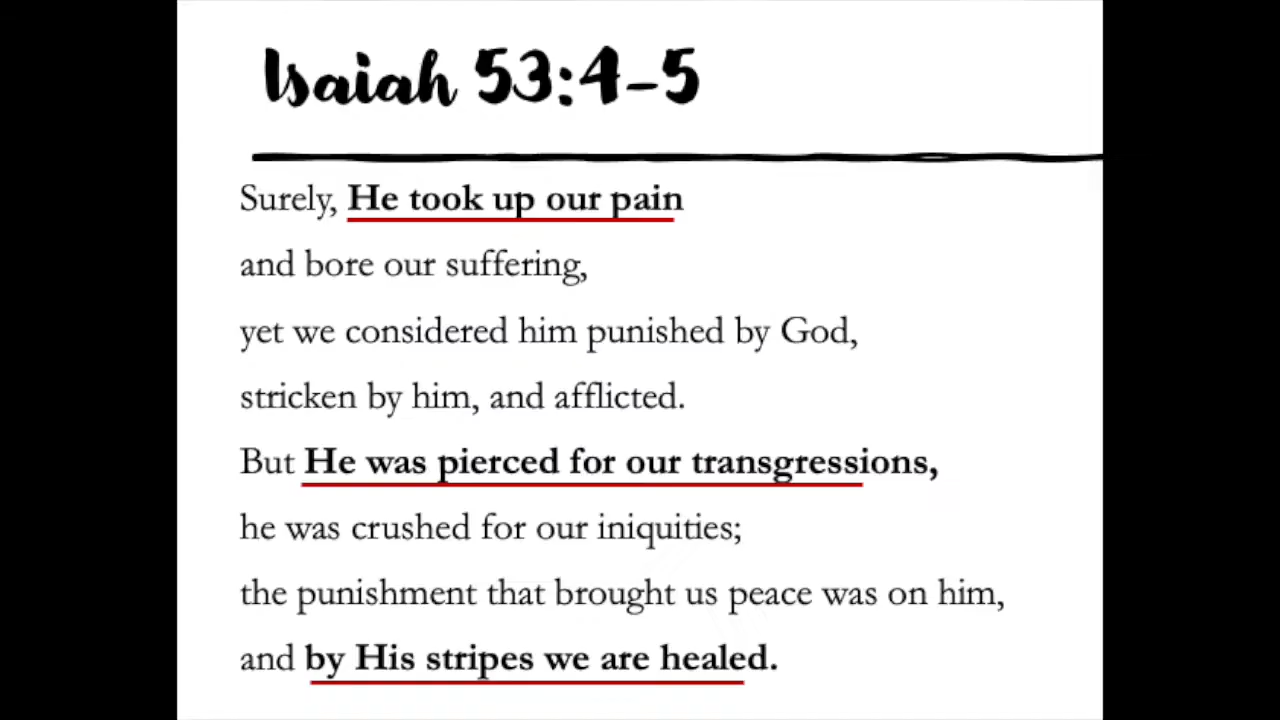 Isaiah 53:4-5
Surely, He took up our pain
and bore our suffering,
yet we considered him punished by God,
stricken by him, and afflicted.
But He was pierced for our transgressions,
he was crushed for our iniquities;
the punishment that brought us peace was on him,
and by His stripes we are healed.